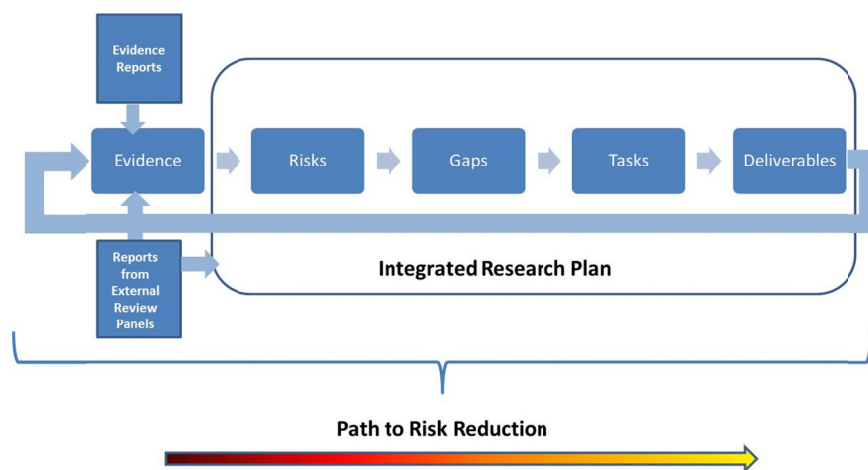 Evidence
Reports
Evidence
Risks
Gaps
Tasks
Deliverables
Reports
from
External
Review
Panels
Integrated Research Plan
Path to Risk Reduction